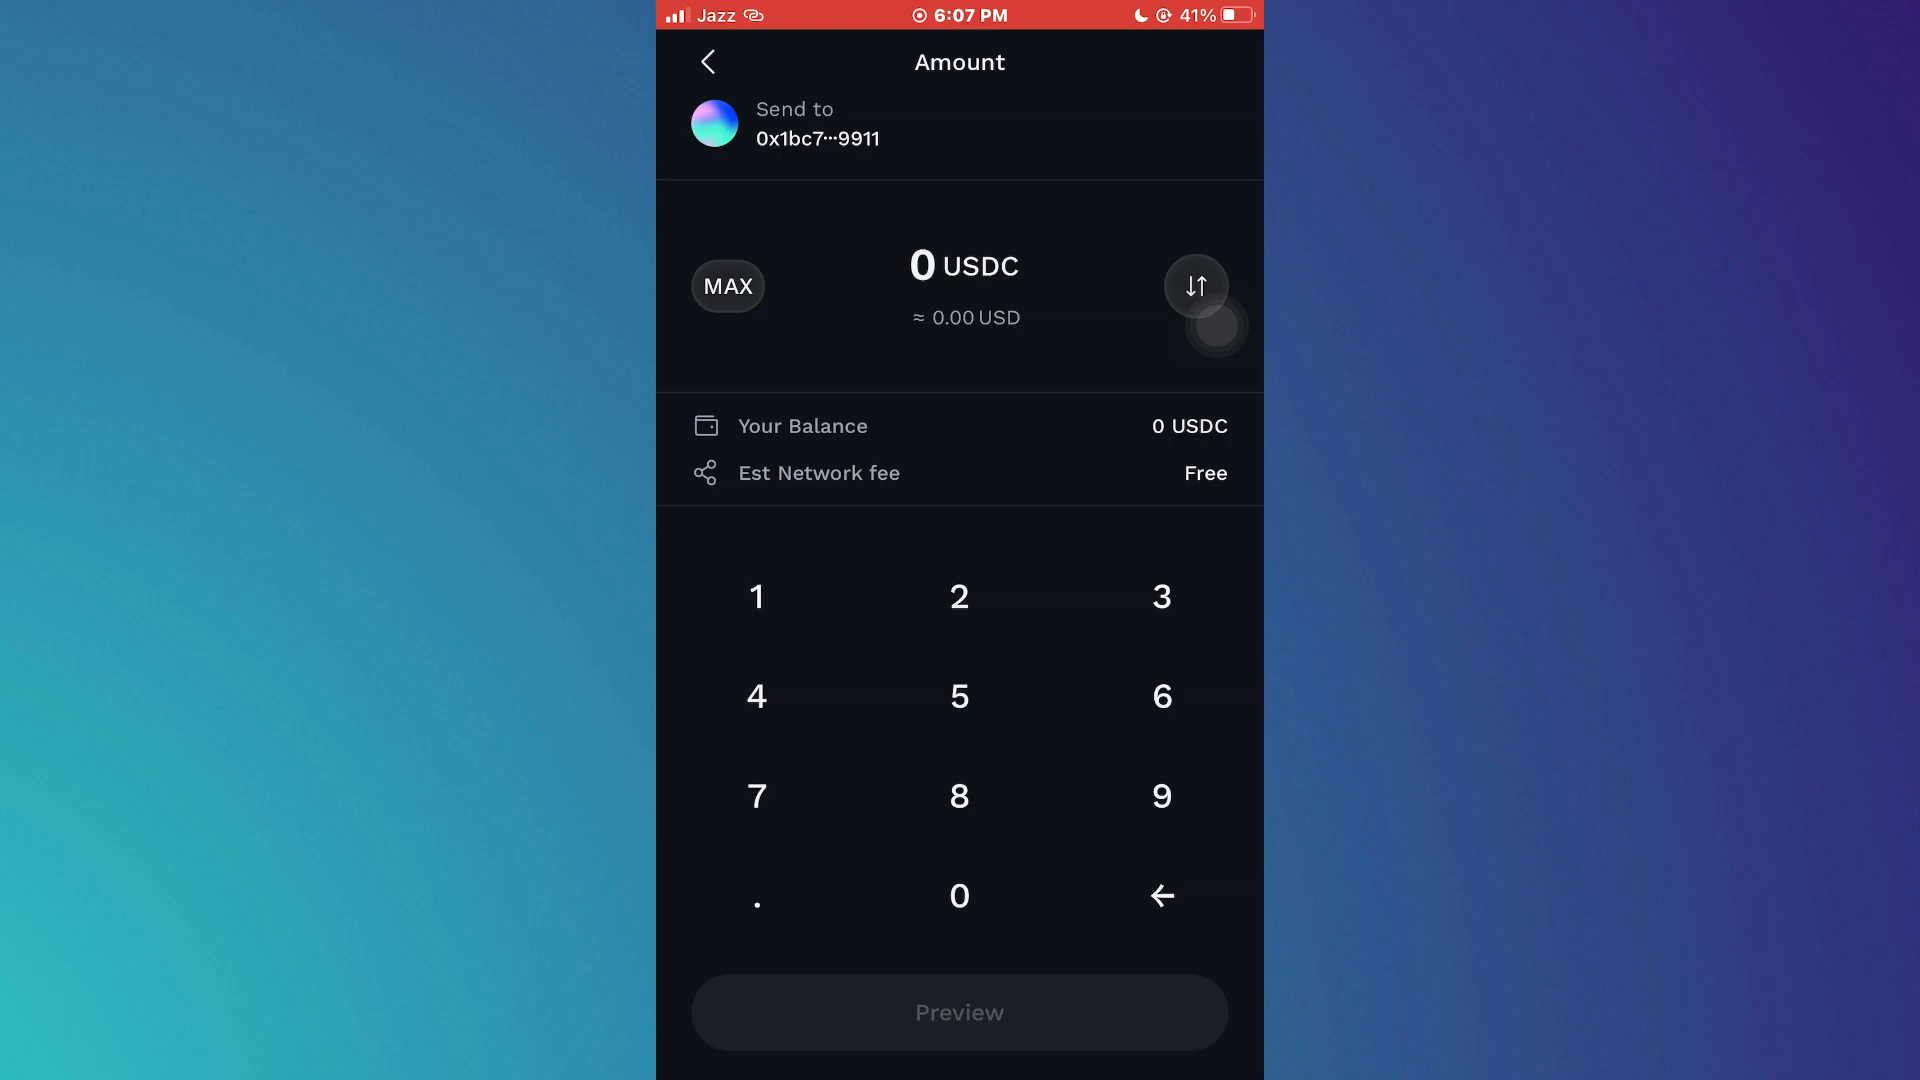 Jazz 6:07 PM 41%
Amount
Send to
0x1bc7···9911
MAX
0 USDC
≈ 0.00 USD
Your Balance 0 USDC
Est Network fee Free
1 2 3
4 5 6
7 8 9
. 0
Preview